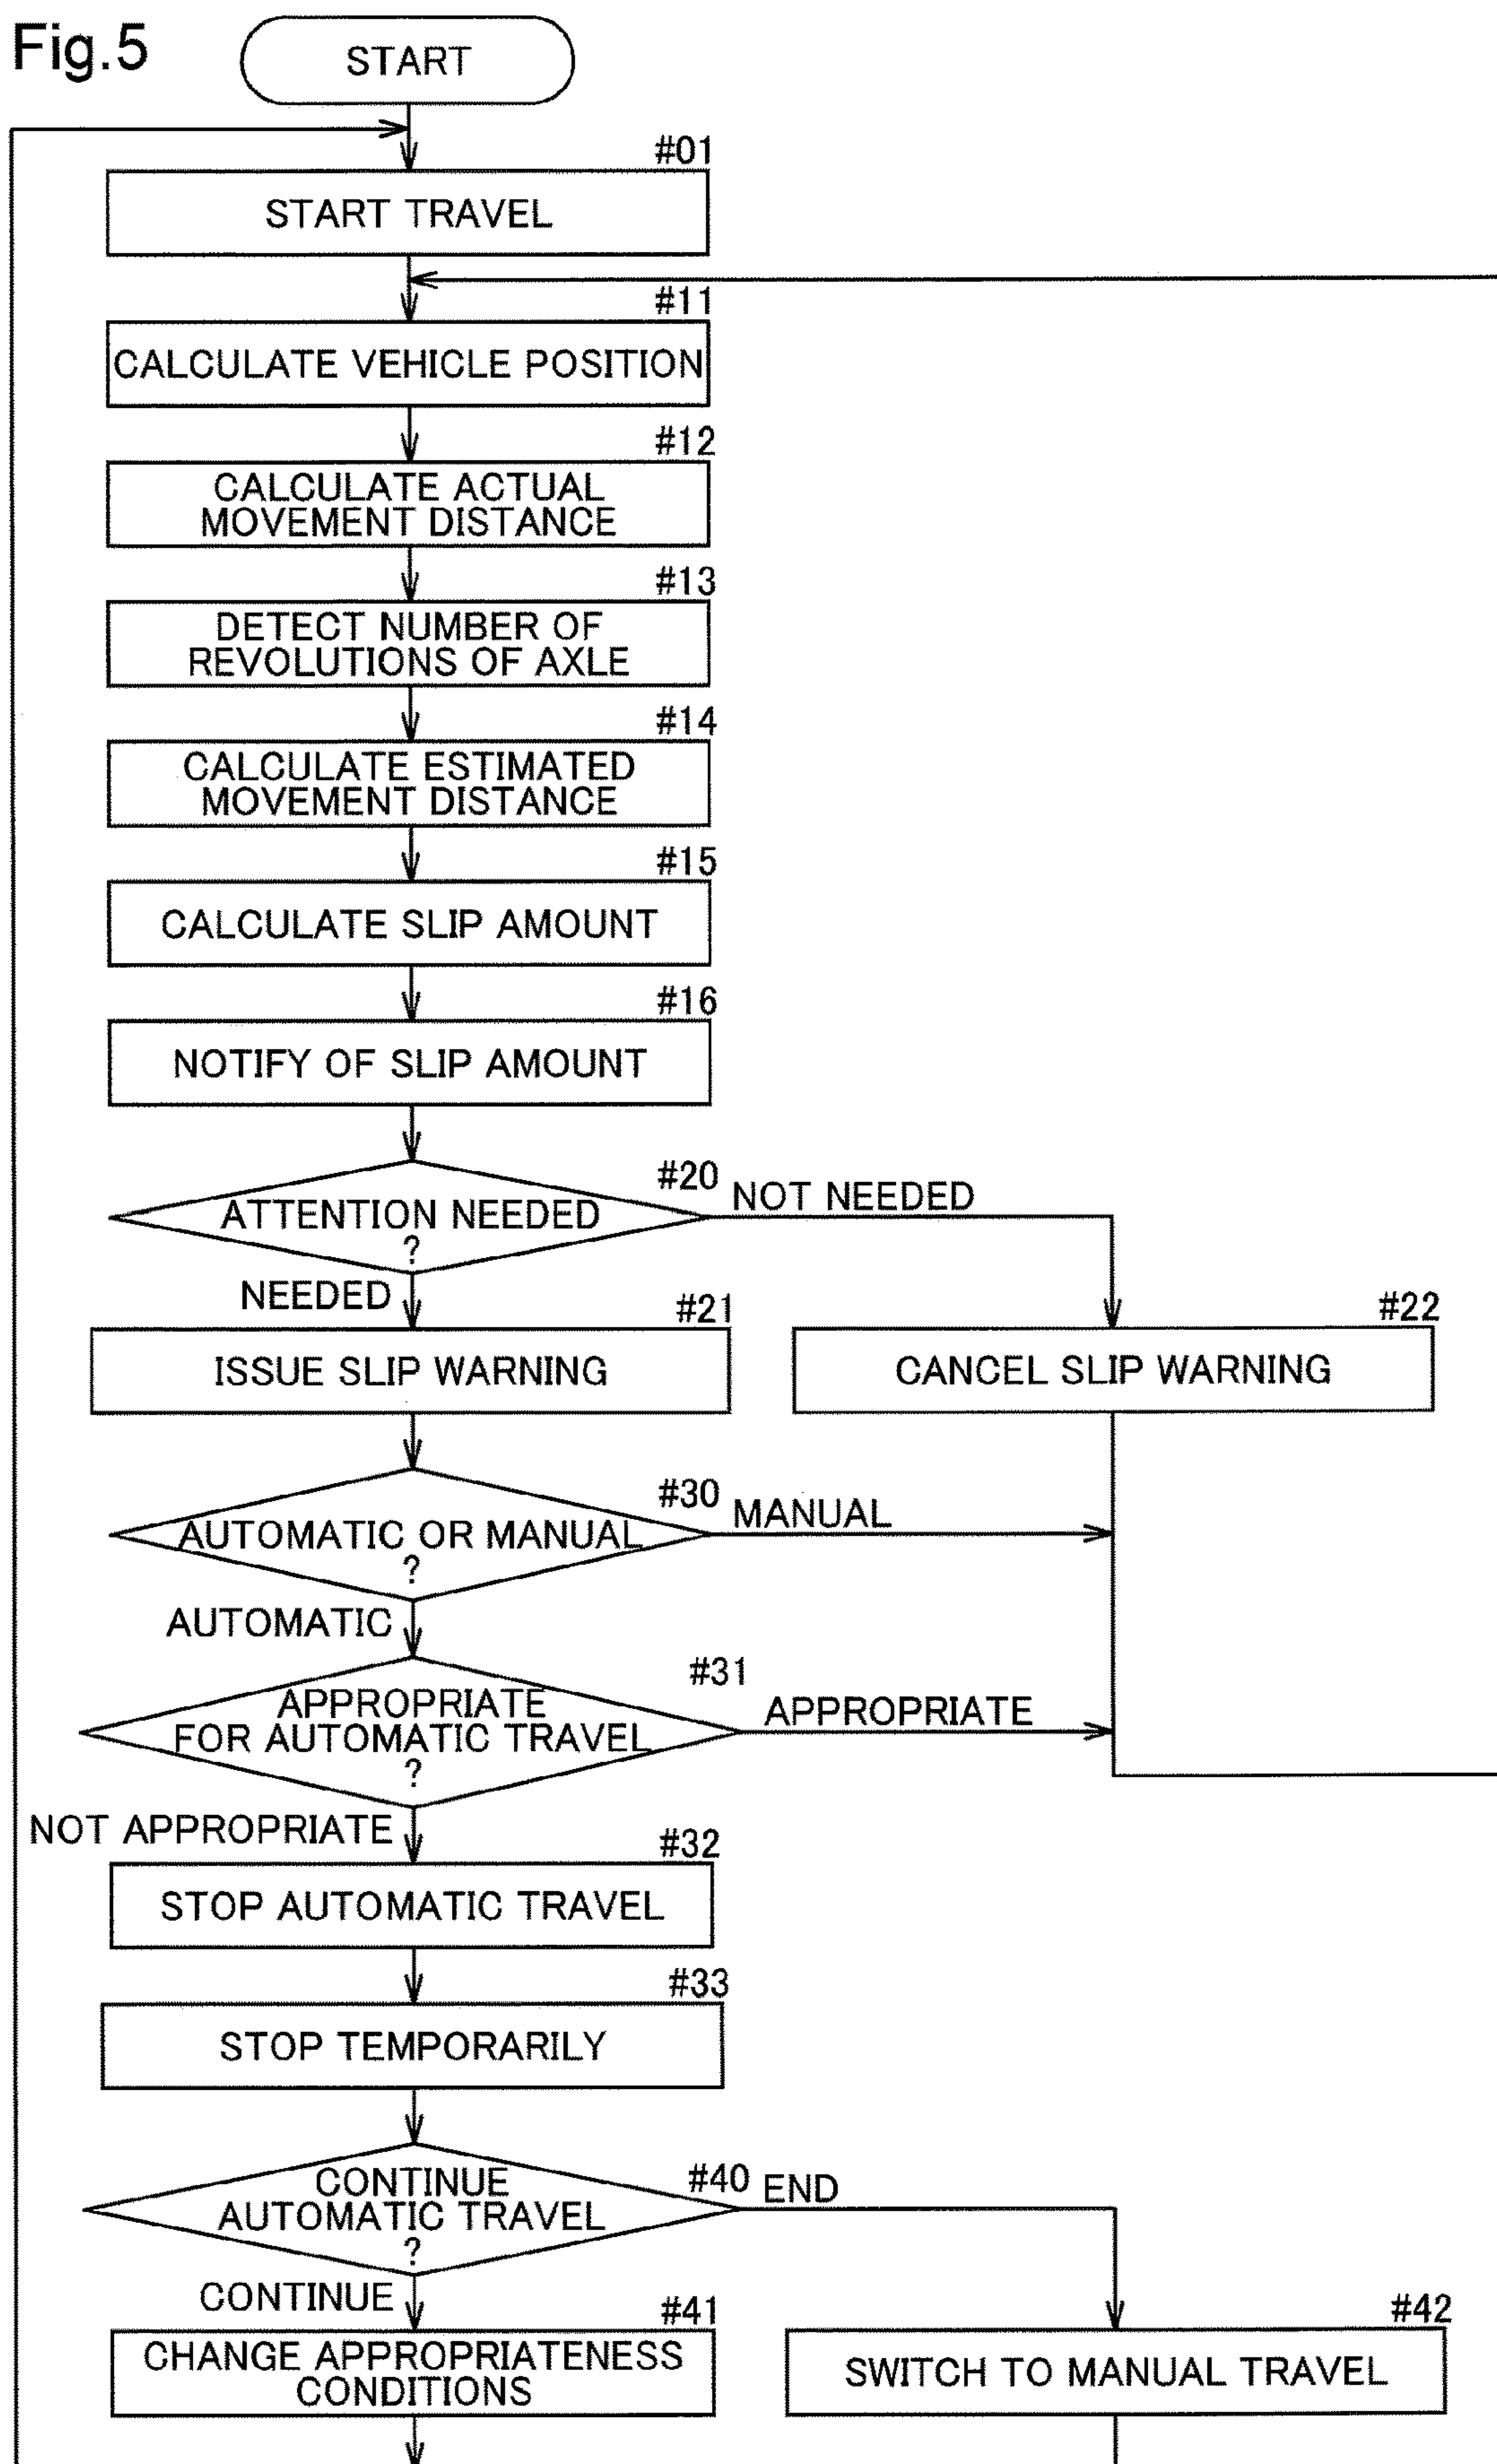 Fig.5
START
#01
START TRAVEL
#11
CALCULATE VEHICLE POSITION
#12
CALCULATE ACTUAL
MOVEMENT DISTANCE
#13
DETECT NUMBER OF
REVOLUTIONS OF AXLE
#14
CALCULATE ESTIMATED
MOVEMENT DISTANCE
#15
CALCULATE SLIP AMOUNT
#16
NOTIFY OF SLIP AMOUNT
#20
NOT NEEDED
ATTENTION NEEDED
?
NEEDED
#21
ISSUE SLIP WARNING
#22
CANCEL SLIP WARNING
#30
MANUAL
AUTOMATIC OR MANUAL
?
AUTOMATIC
#31
APPROPRIATE
APPROPRIATE
FOR AUTOMATIC TRAVEL
?
NOT APPROPRIATE
#32
STOP AUTOMATIC TRAVEL
#33
STOP TEMPORARILY
#40
END
CONTINUE
AUTOMATIC TRAVEL
?
CONTINUE
#41
CHANGE APPROPRIATENESS
CONDITIONS
#42
SWITCH TO MANUAL TRAVEL